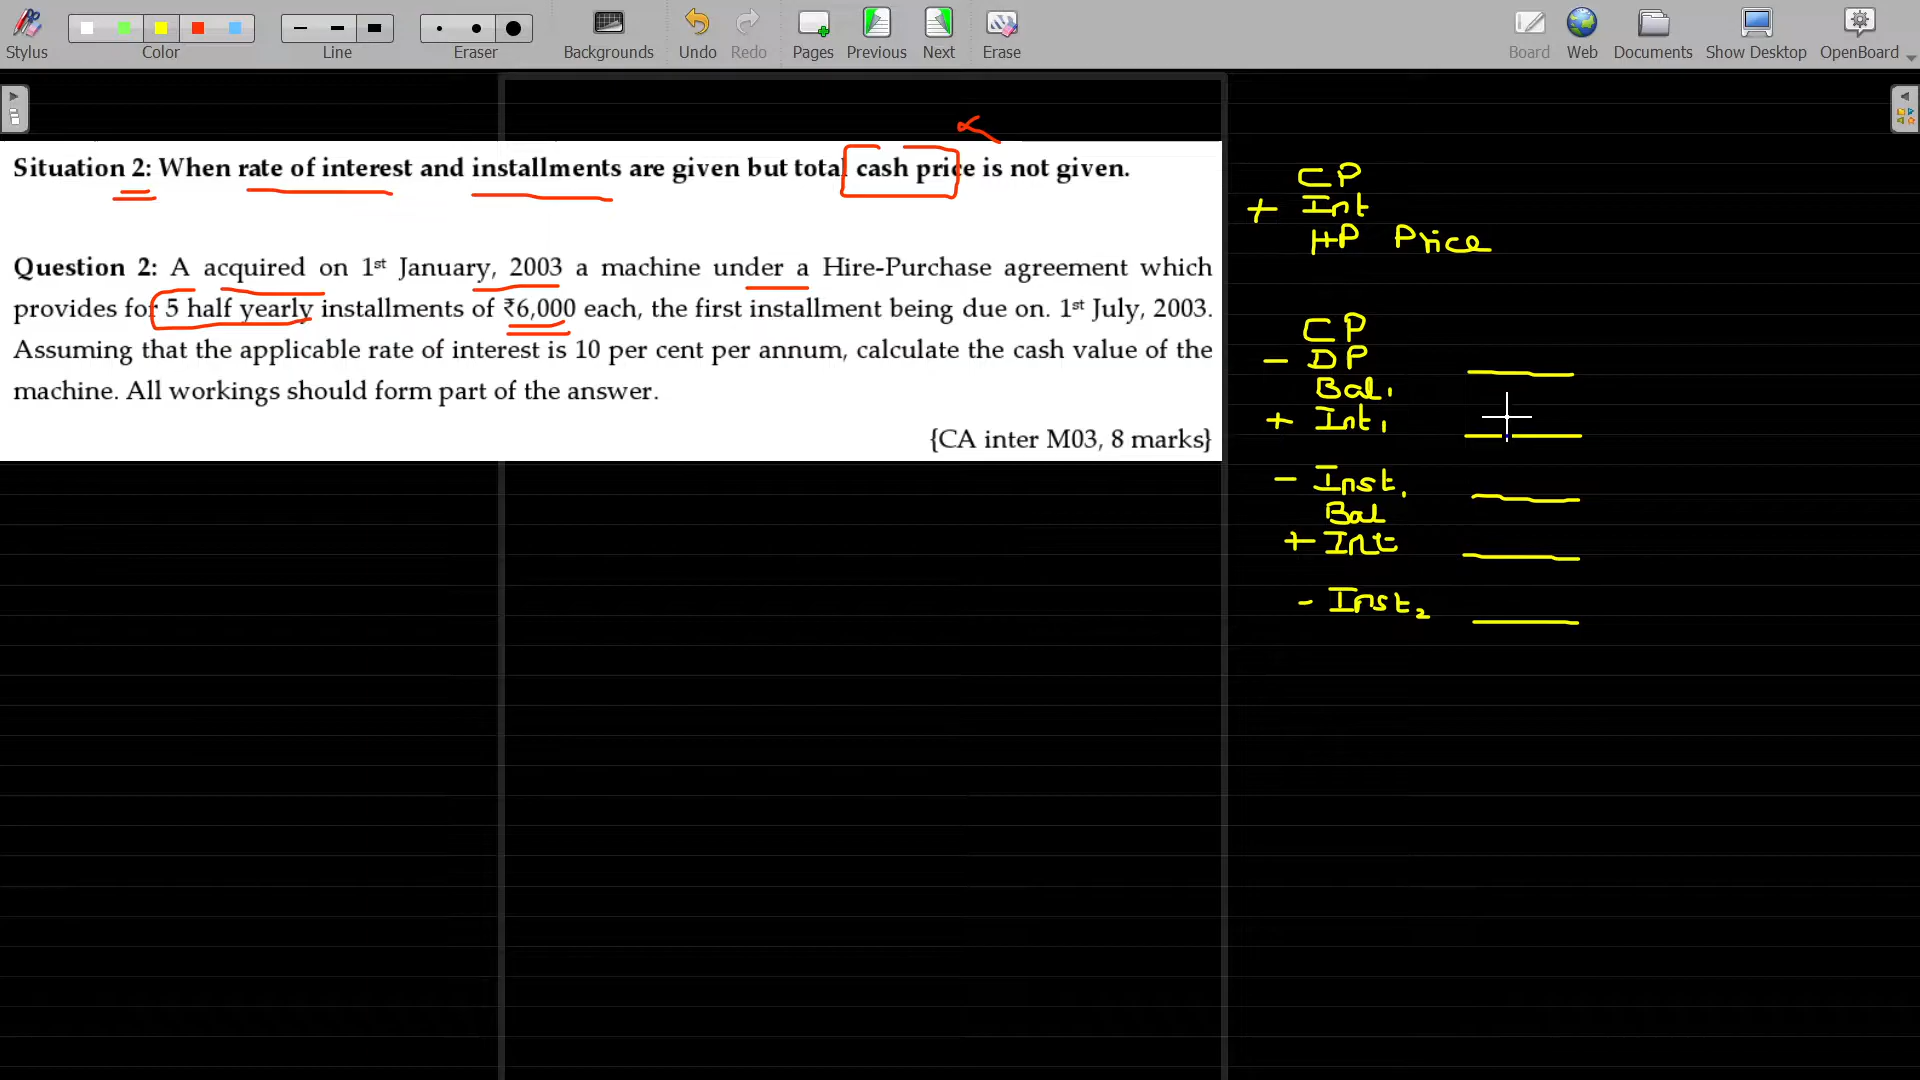 Stylus
Color
Line
Eraser
Backgrounds
Undo
Redo
Pages
Previous
Next
Erase
Board
Web
Documents
Show Desktop
OpenBoard
Situation 2: When rate of interest and installments are given but total cash price is not given.
Question 2: A acquired on 1st January, 2003 a machine under a Hire-Purchase agreement which
provides for 5 half yearly installments of ₹6,000 each, the first installment being due on. 1st July, 2003.
Assuming that the applicable rate of interest is 10 per cent per annum, calculate the cash value of the
machine. All workings should form part of the answer.
{CA inter M03, 8 marks}
CP
+ Int
HP Price
CP
- DP
Bal1
+ Int1
- Inst1
Bal
+ Int
- Inst2